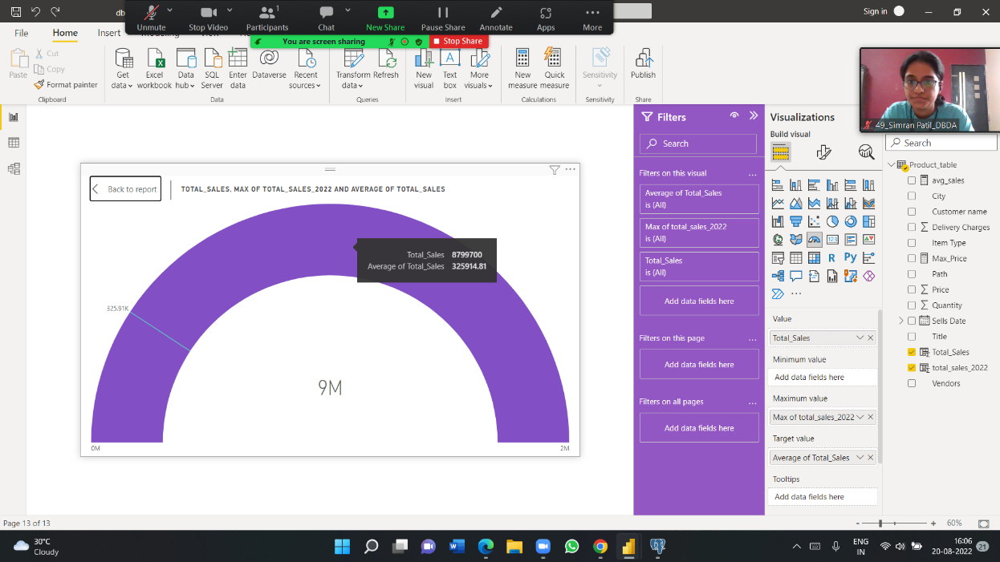 db
Unmute
Stop Video
1
Participants
Chat
New Share
Pause Share
Annotate
Apps
More
Sign in
You are screen sharing
Stop Share
File
Home
Insert
Paste
Cut
Copy
Format painter
Clipboard
Get data
Excel workbook
Data hub
SQL Server
Enter data
Dataverse
Recent sources
Data
Transform data
Refresh
Queries
New visual
Text box
More visuals
Insert
New measure
Quick measure
Calculations
Sensitivity
Sensitivity
Publish
Share
49_Simran Patil_DBDA
Back to report
TOTAL_SALES, MAX OF TOTAL_SALES_2022 AND AVERAGE OF TOTAL_SALES
Total_Sales 8799700
Average of Total_Sales 325914.81
325.91K
9M
0M
2M
Filters
Search
Filters on this visual
Average of Total_Sales
is (All)
Max of total_sales_2022
is (All)
Total_Sales
is (All)
Add data fields here
Filters on this page
Add data fields here
Filters on all pages
Add data fields here
Visualizations
Build visual
123
R
Py
Value
Total_Sales
Minimum value
Add data fields here
Maximum value
Max of total_sales_2022
Target value
Average of Total_Sales
Tooltips
Add data fields here
Search
Product_table
avg_sales
City
Customer name
Delivery Charges
Item Type
Max_Price
Path
Price
Quantity
Sells Date
Title
Total_Sales
total_sales_2022
Vendors
Page 13 of 13
- + 60%
30°C
Cloudy
ENG
IN
16:06
20-08-2022
21